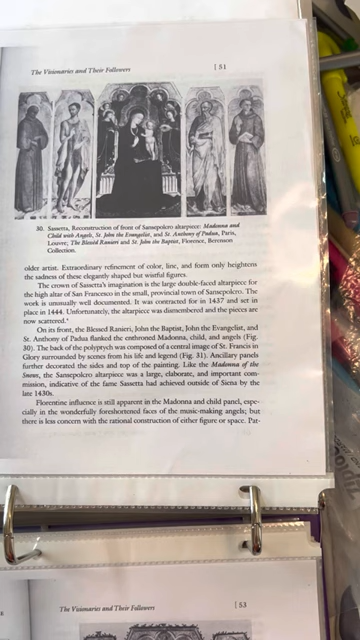 The Visionaries and Their Followers [ 51
30. Sassetta, Reconstruction of front of Sansepolcro altarpiece: Madonna and
Child with Angels, St. John the Evangelist, and St. Anthony of Padua, Paris,
Louvre; The Blessed Ranieri and St. John the Baptist, Florence, Berenson
Collection.
older artist. Extraordinary refinement of color, line, and form only heightens
the sadness of these elegantly shaped but wistful figures.
The crown of Sassetta's imagination is the large double-faced altarpiece for
the high altar of San Francesco in the small, provincial town of Sansepolcro. The
work is unusually well documented. It was contracted for in 1437 and set in
place in 1444. Unfortunately, the altarpiece was dismembered and the pieces are
now scattered.
On its front, the Blessed Ranieri, John the Baptist, John the Evangelist, and
St. Anthony of Padua flanked the enthroned Madonna, child, and angels (Fig.
30). The back of the polyptych was composed of a central image of St. Francis in
Glory surrounded by scenes from his life and legend (Fig. 31). Ancillary panels
further decorated the sides and top of the painting. Like the Madonna of the
Snow, the Sansepolcro altarpiece was a large, elaborate, and important com-
mission, indicative of the fame Sassetta had achieved outside of Siena by the
late 1430s.
Florentine influence is still apparent in the Madonna and child panel, espe-
cially in the wonderfully foreshortened faces of the music-making angels; but
there is less concern with the rational construction of either figure or space. Pat-
The Visionaries and Their Followers [ 53